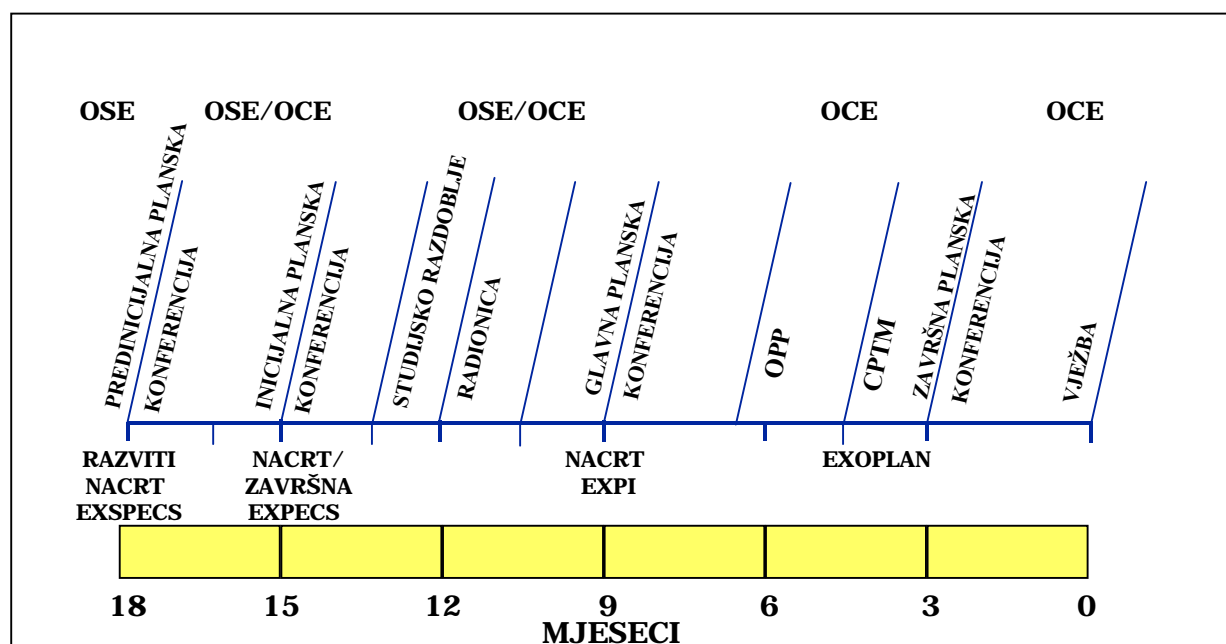 OSE OSE/OCE OSE/OCE OCE OCE
PREDINICIJALNA PLANSKA
KONFERENCIJA
INICIJALNA PLANSKA
KONFERENCIJA
STUDIJSKO RAZDOBLJE
RADIONICA
GLAVNA PLANSKA
KONFERENCIJA
OPP
CPTM
ZAVRŠNA PLANSKA
KONFERENCIJA
VJEŽBA
RAZVITI
NACRT
EXSPECS
NACRT/
ZAVRŠNA
EXPECS
NACRT
EXPI
EXOPLAN
18 15 12 9 6 3 0
MJESECI